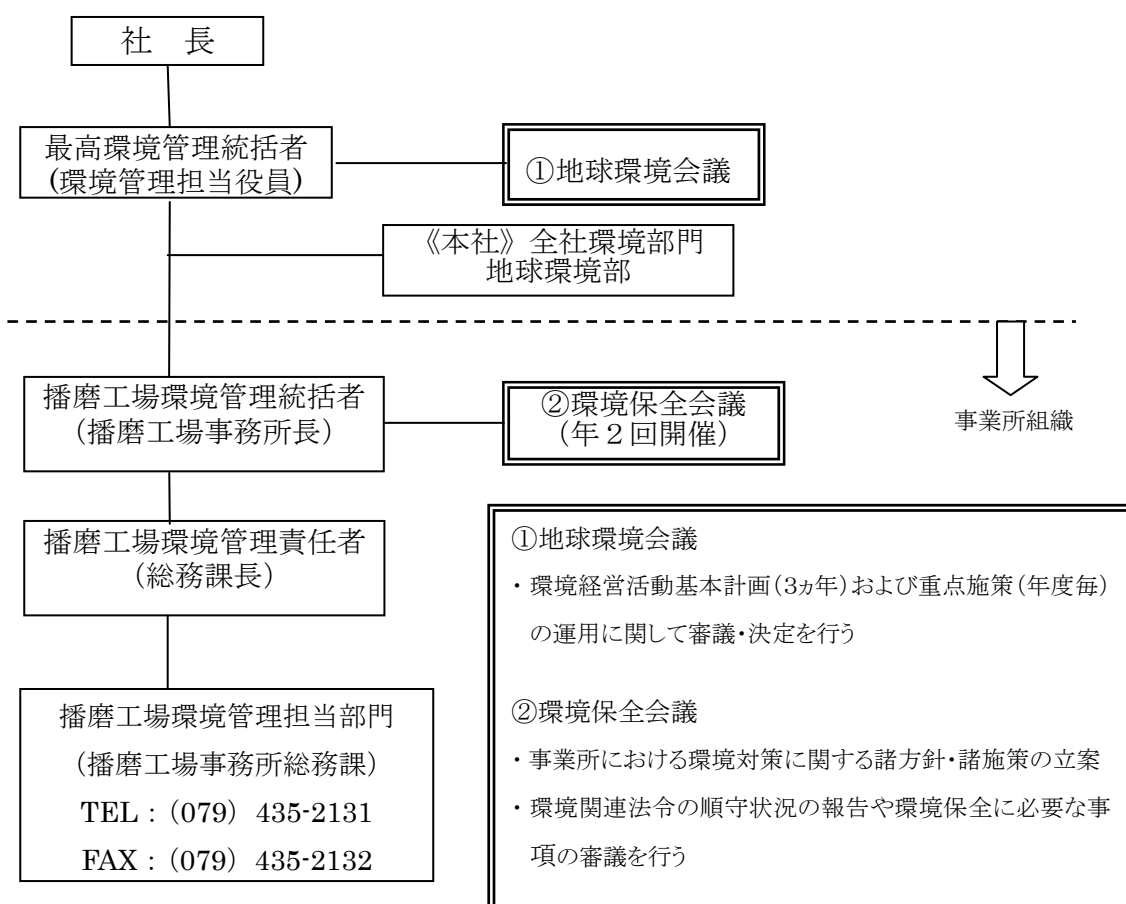 社　長
最高環境管理統括者
(環境管理担当役員)
①地球環境会議
《本社》全社環境部門
地球環境部
播磨工場環境管理統括者
(播磨工場事務所長)
②環境保全会議
(年２回開催)
事業所組織
播磨工場環境管理責任者
(総務課長)
播磨工場環境管理担当部門
(播磨工場事務所総務課)
TEL：(079) 435-2131
FAX：(079) 435-2132
①地球環境会議
・環境経営活動基本計画(3ヵ年)および重点施策(年度毎)
の運用に関して審議・決定を行う
②環境保全会議
・事業所における環境対策に関する諸方針・諸施策の立案
・環境関連法令の順守状況の報告や環境保全に必要な事
項の審議を行う